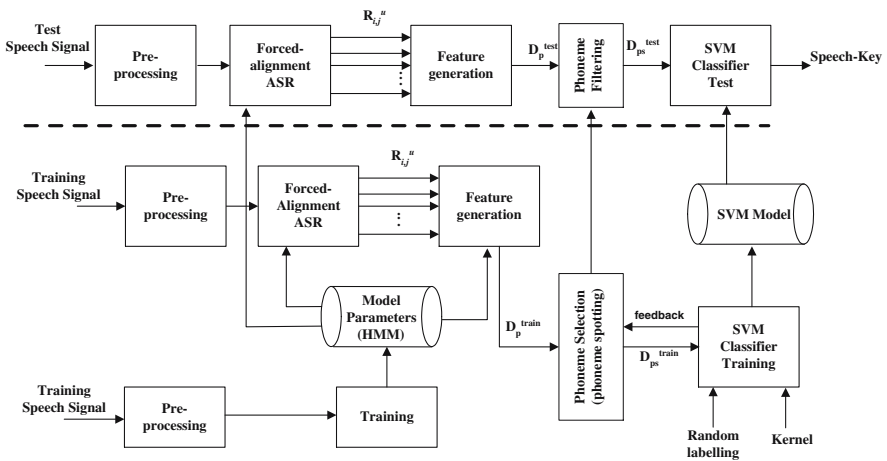 Test
Speech Signal
Pre-
processing
Forced-
alignment
ASR
R_{i,j}^u
⋮
Feature
generation
D_p^{test}
Phoneme
Filtering
D_ps^{test}
SVM
Classifier
Test
Speech-Key
Training
Speech Signal
Pre-
processing
Forced-
Alignment
ASR
R_{i,j}^u
⋮
Feature
generation
SVM Model
Model
Parameters
(HMM)
D_p^{train}
Phoneme Selection
(phoneme spotting)
feedback
D_ps^{train}
SVM
Classifier
Training
Training
Speech Signal
Pre-
processing
Training
Random
labelling
Kernel